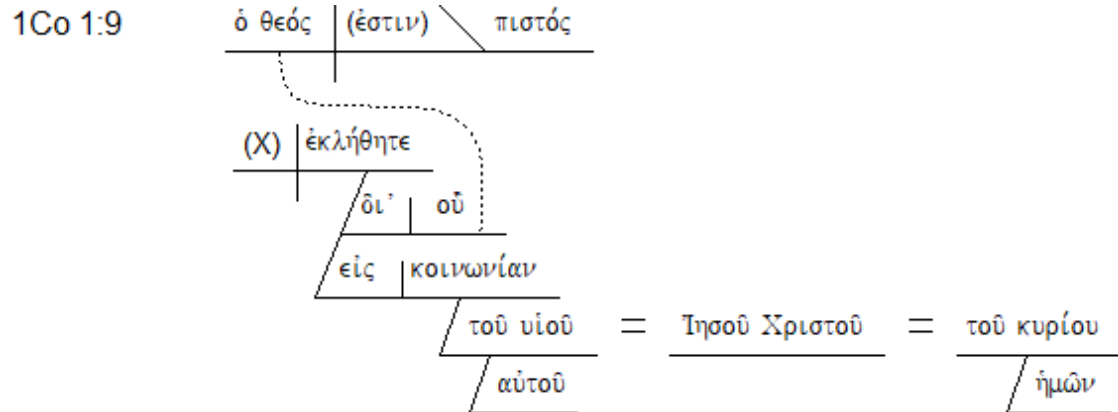 1Co 1:9 ὁ θεός (ἐστιν) πιστός
(X) ἐκλήθητε
δι᾽ οὗ
εἰς κοινωνίαν
τοῦ υἱοῦ = Ἰησοῦ Χριστοῦ = τοῦ κυρίου
αὐτοῦ ἡμῶν